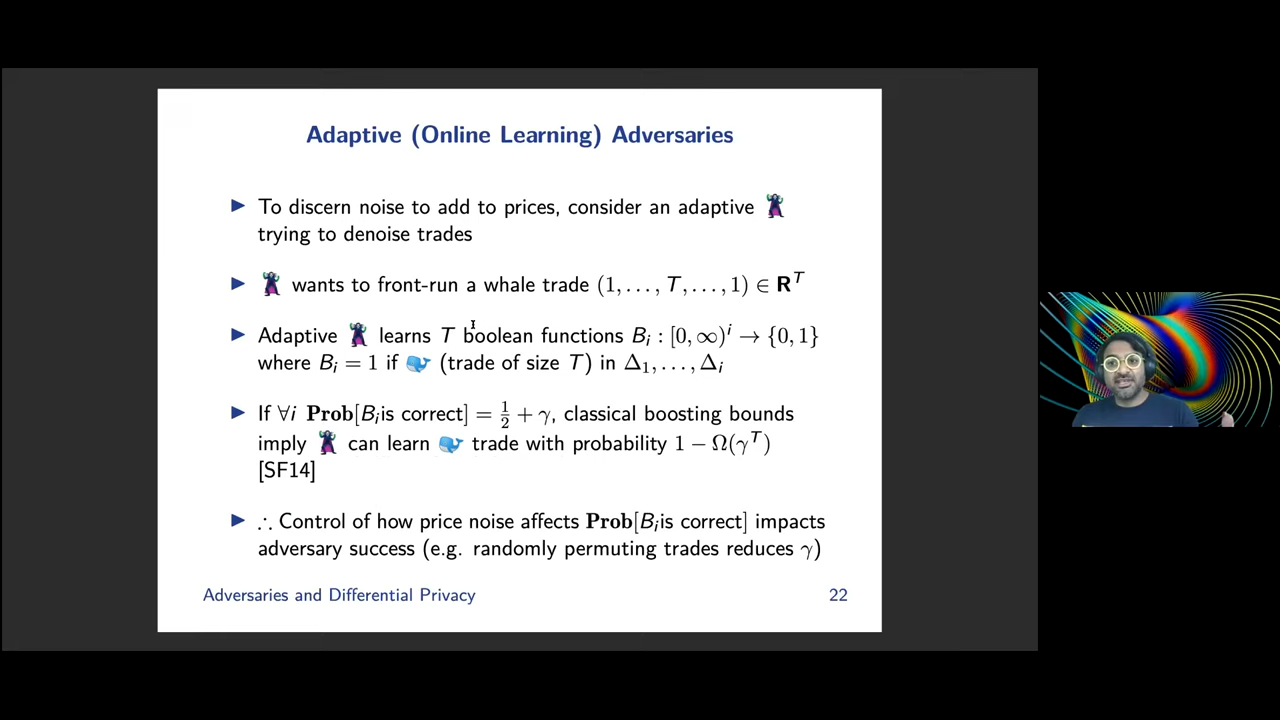 Adaptive (Online Learning) Adversaries
▶ To discern noise to add to prices, consider an adaptive 🦹
trying to denoise trades
▶ 🦹 wants to front-run a whale trade (1, …, T, …, 1) ∈ R^T
▶ Adaptive 🦹 learns T boolean functions B_i : [0, ∞)^i → {0, 1}
where B_i = 1 if 🐳 (trade of size T) in Δ_1, …, Δ_i
▶ If ∀i Prob[B_i is correct] = 1/2 + γ, classical boosting bounds
imply 🦹 can learn 🐳 trade with probability 1 − Ω(γ^T)
[SF14]
▶ ∴ Control of how price noise affects Prob[B_i is correct] impacts
adversary success (e.g. randomly permuting trades reduces γ)
Adversaries and Differential Privacy 22